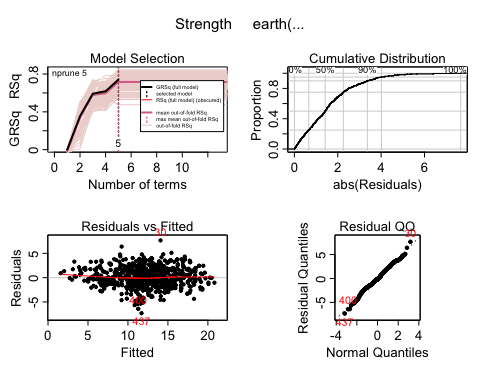 Strength earth(...
Model Selection
nprune 5
GRSq (full model)
selected model
RSq (full model) (obscured)
mean out-of-fold RSq
max mean out-of-fold RSq
out-of-fold RSq
5
GRSq RSq
0 0.4 0.8
0 2 4 6 8 10
Number of terms
Cumulative Distribution
0% 50% 90% 100%
Proportion
0.0 0.4 0.8
0 2 4 6
abs(Residuals)
Residuals vs Fitted
30
437
Residuals
-5 0 5
0 5 10 15 20
Fitted
Residual QQ
30
437
Residual Quantiles
-5 0 5
-4 -2 0 2 4
Normal Quantiles